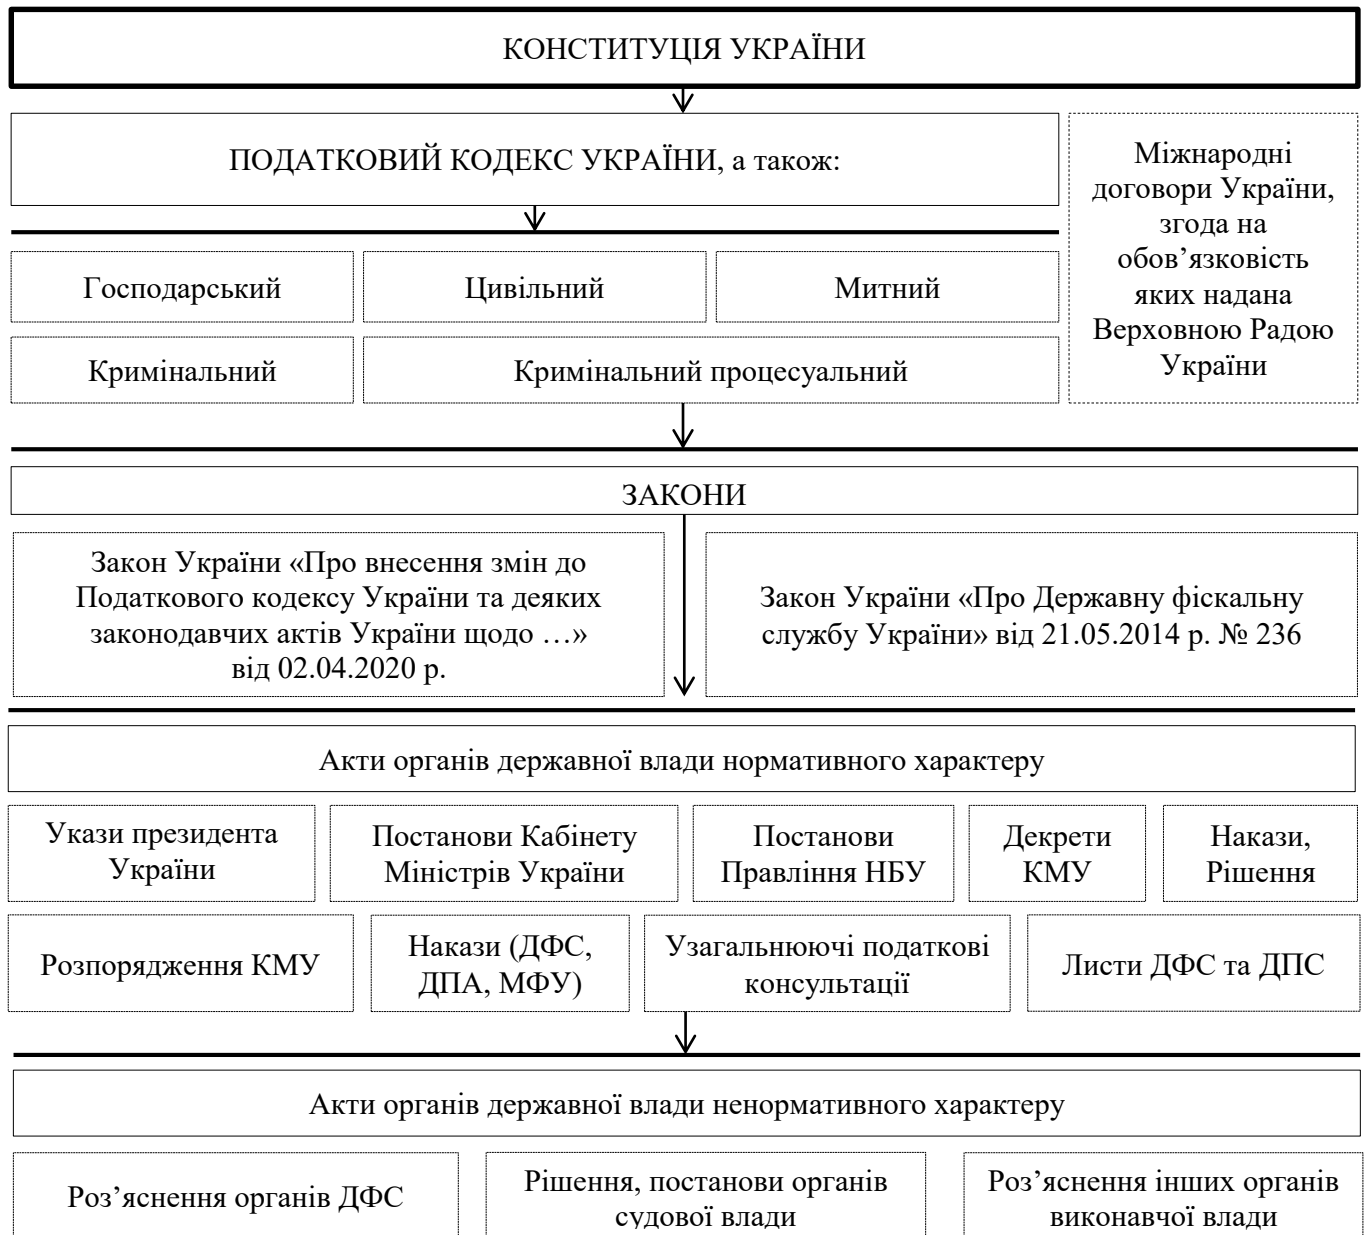 КОНСТИТУЦІЯ УКРАЇНИ
ПОДАТКОВИЙ КОДЕКС УКРАЇНИ, а також:
Міжнародні
договори України,
згода на
обов’язковість
яких надана
Верховною Радою
України
Господарський
Цивільний
Митний
Кримінальний
Кримінальний процесуальний
ЗАКОНИ
Закон України «Про внесення змін до
Податкового кодексу України та деяких
законодавчих актів України щодо …»
від 02.04.2020 р.
Закон України «Про Державну фіскальну
службу України» від 21.05.2014 р. № 236
Акти органів державної влади нормативного характеру
Укази президента
України
Постанови Кабінету
Міністрів України
Постанови
Правління НБУ
Декрети
КМУ
Накази,
Рішення
Розпорядження КМУ
Накази (ДФС,
ДПА, МФУ)
Узагальнюючі податкові
консультації
Листи ДФС та ДПС
Акти органів державної влади ненормативного характеру
Роз’яснення органів ДФС
Рішення, постанови органів
судової влади
Роз’яснення інших органів
виконавчої влади